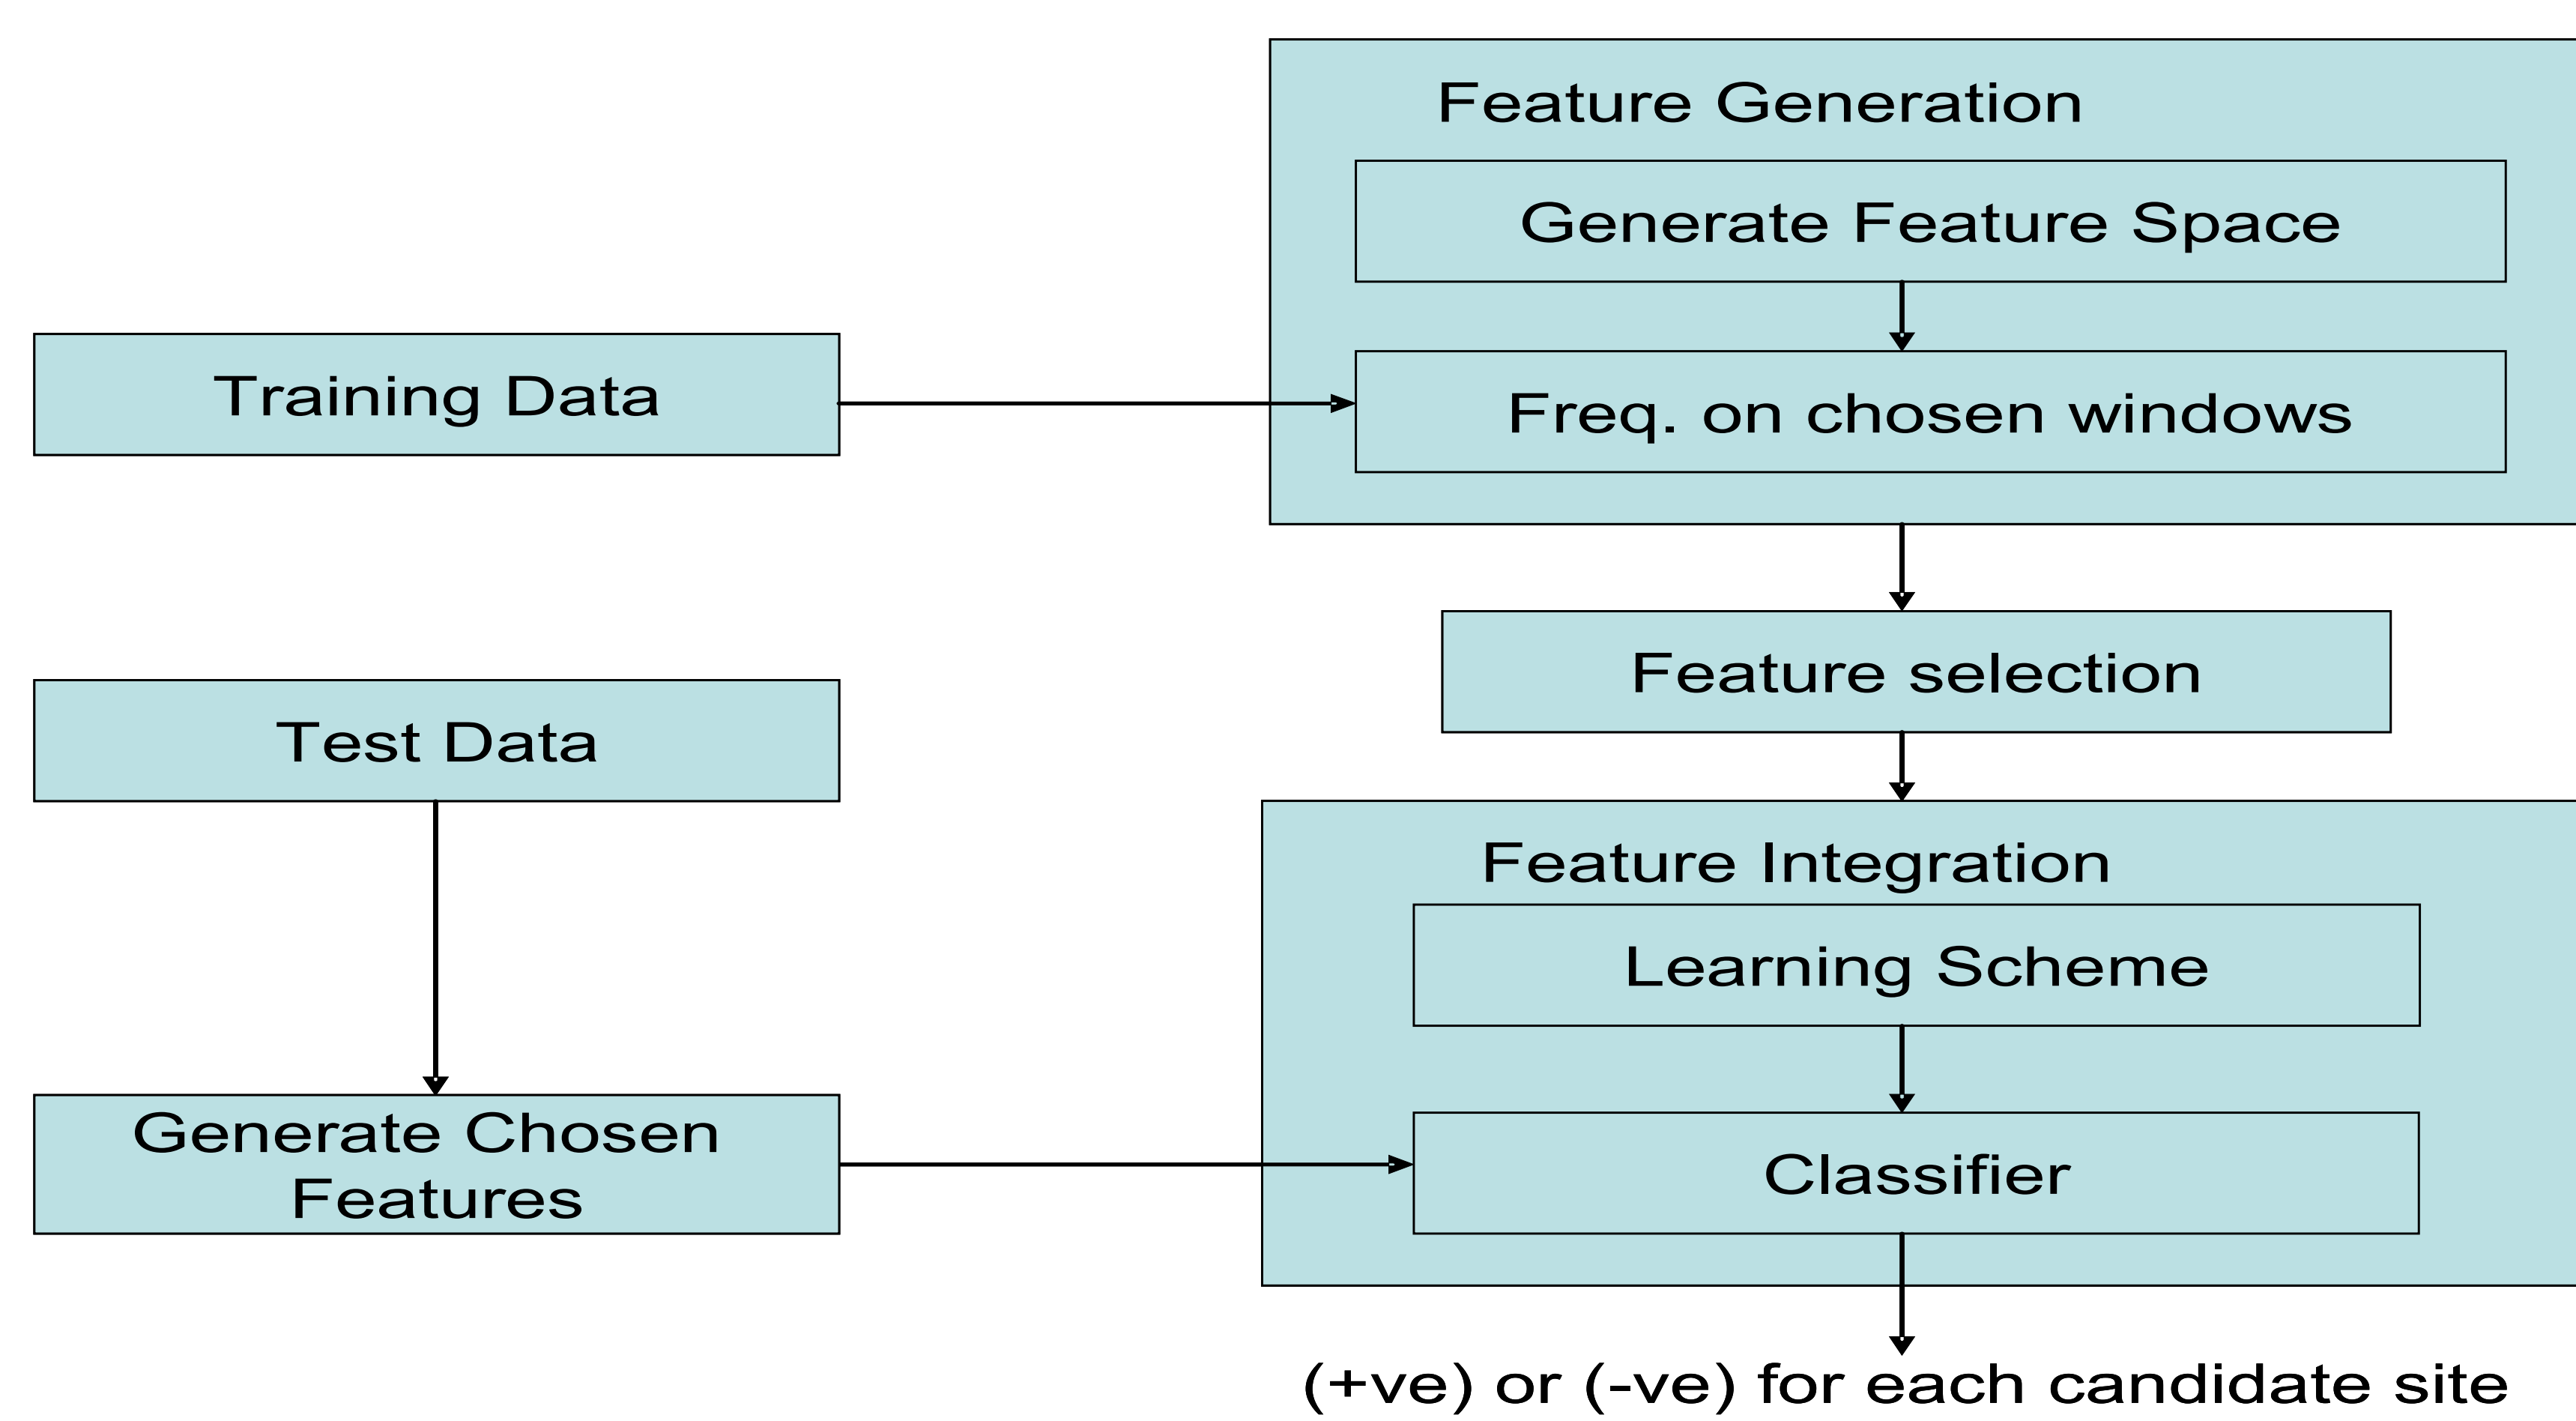 Feature Generation
Generate Feature Space
Training Data
Freq. on chosen windows
Feature selection
Test Data
Feature Integration
Learning Scheme
Generate Chosen
Features
Classifier
(+ve) or (-ve) for each candidate site